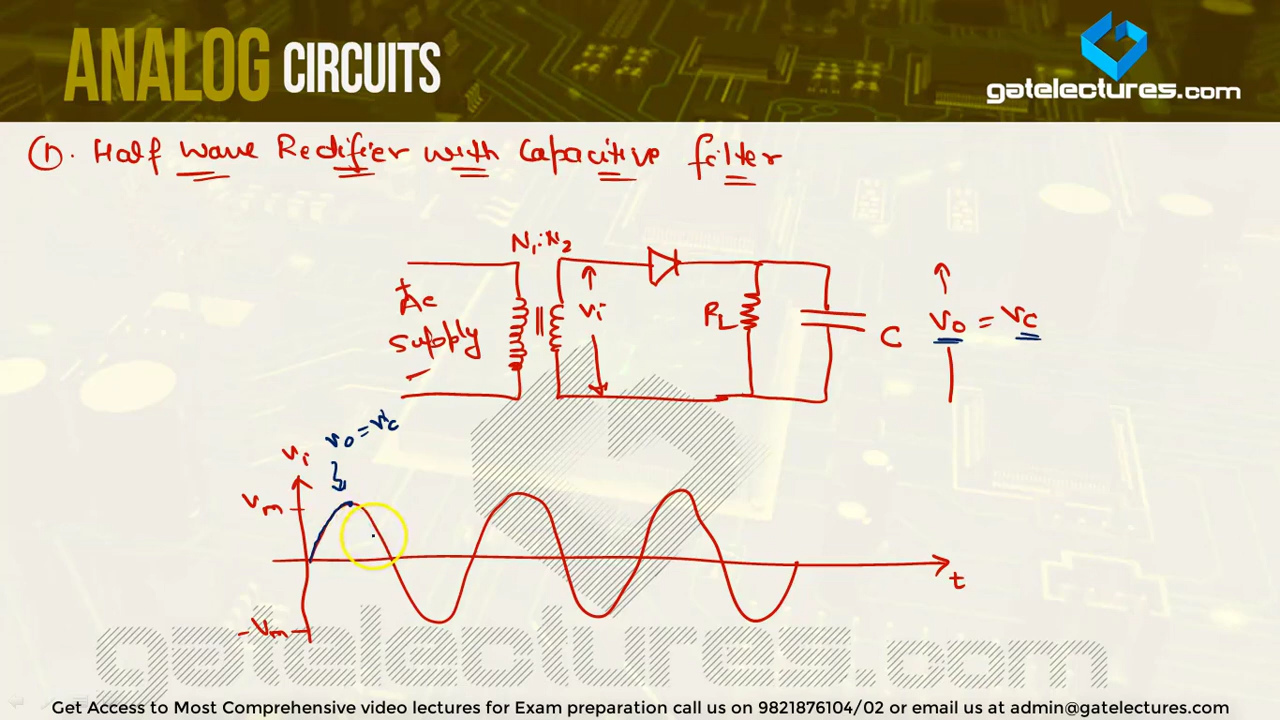 ANALOG CIRCUITS
gatelectures.com
(1). Half wave Rectifier with Capacitive filter
N1:N2
Ac
supply
Vi
RL
C
Vo = Vc
Vo = Vc
Vi
Vm
t
-Vm
gatelectures.com
Get Access to Most Comprehensive video lectures for Exam preparation call us on 9821876104/02 or email us at admin@gatelectures.com